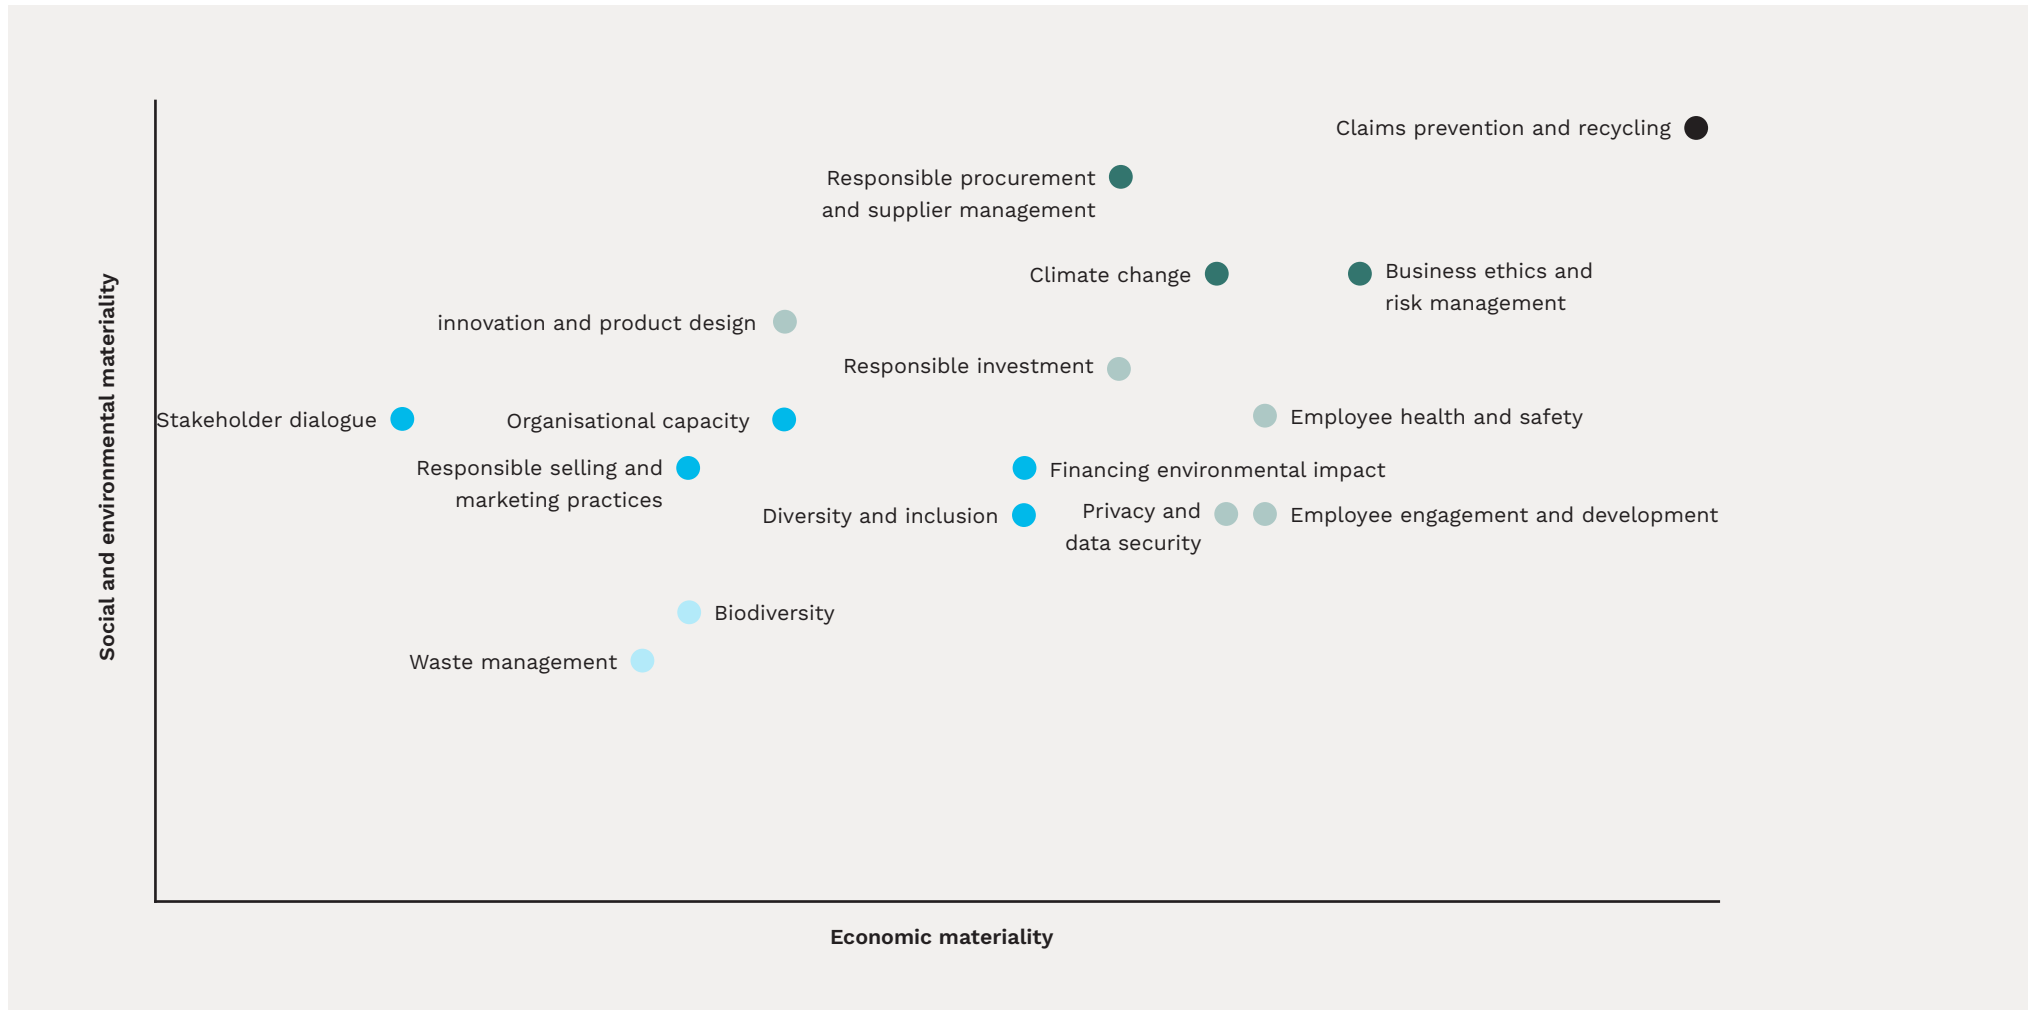 Claims prevention and recycling
Responsible procurement
and supplier management
Climate change
Business ethics and
risk management
innovation and product design
Responsible investment
Stakeholder dialogue
Organisational capacity
Employee health and safety
Responsible selling and
marketing practices
Financing environmental impact
Diversity and inclusion
Privacy and
data security
Employee engagement and development
Biodiversity
Waste management
Social and environmental materiality
Economic materiality